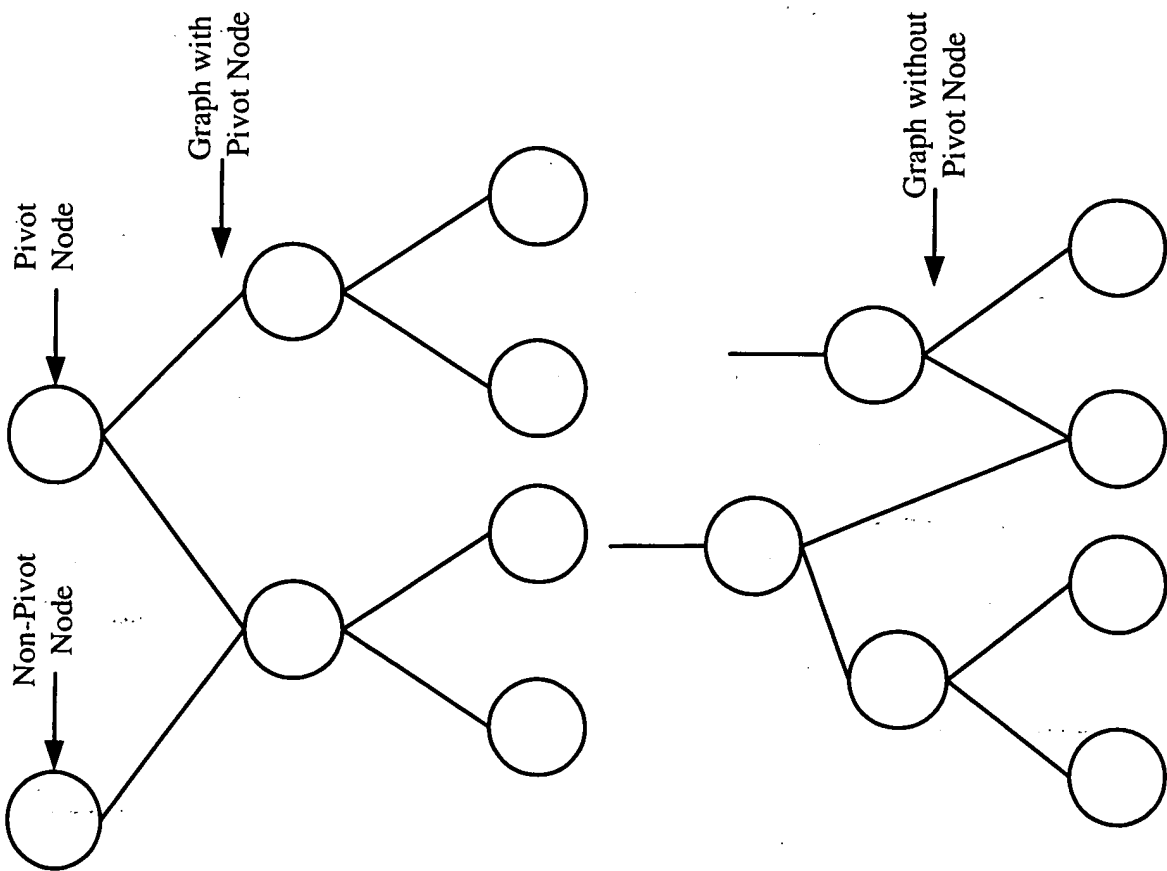 Non-Pivot
Node
Pivot
Node
Graph with
Pivot Node
Graph without
Pivot Node